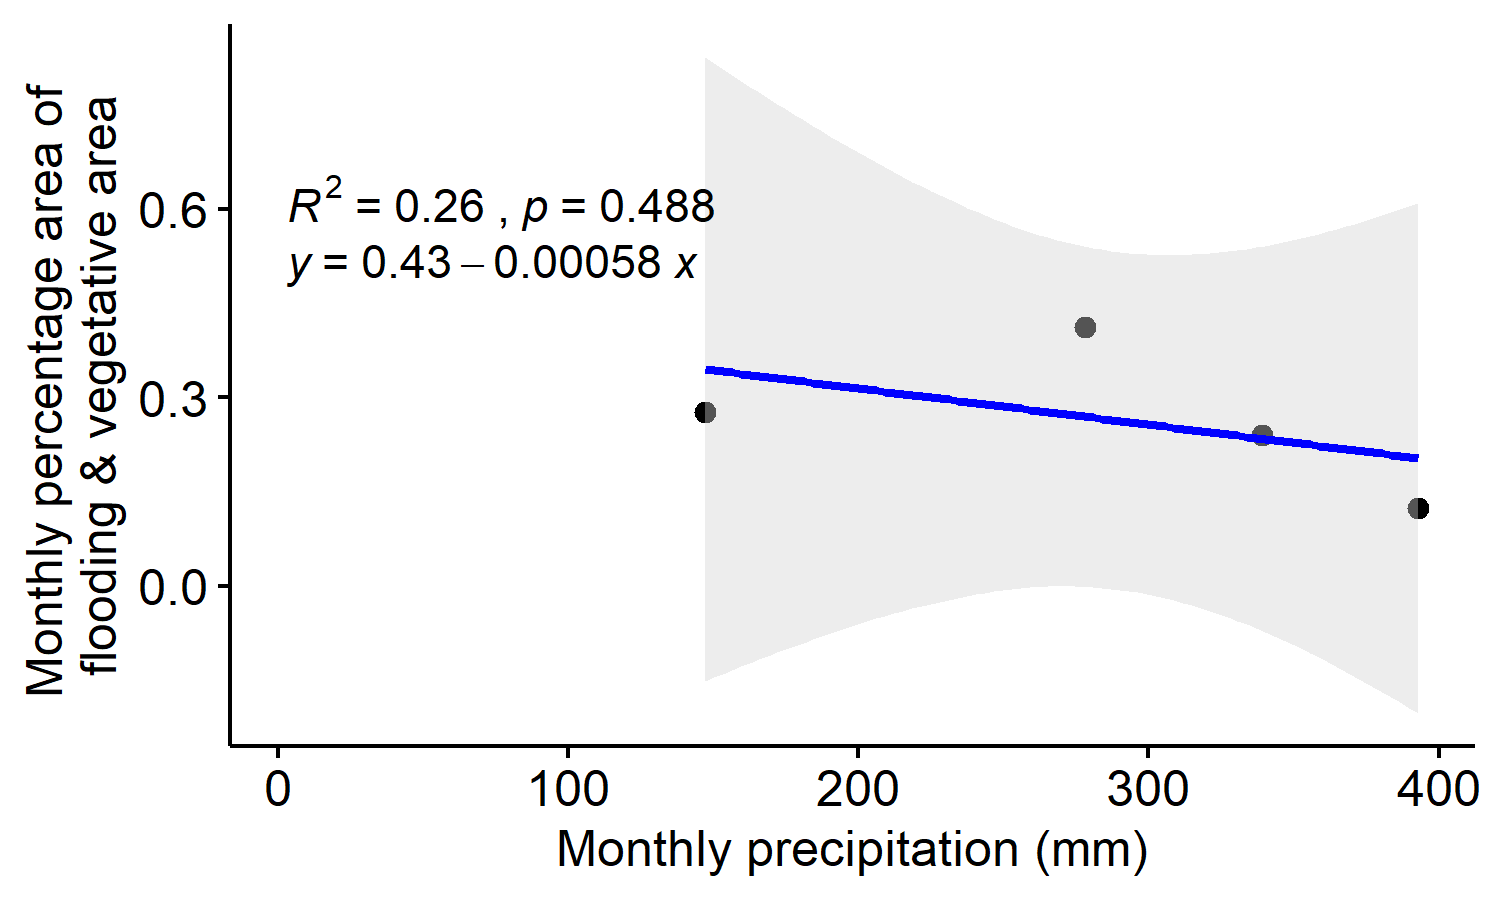 Monthly percentage area of
flooding & vegetative area
R² = 0.26 , p = 0.488
y = 0.43 – 0.00058 x
0.6
0.3
0.0
0 100 200 300 400
Monthly precipitation (mm)